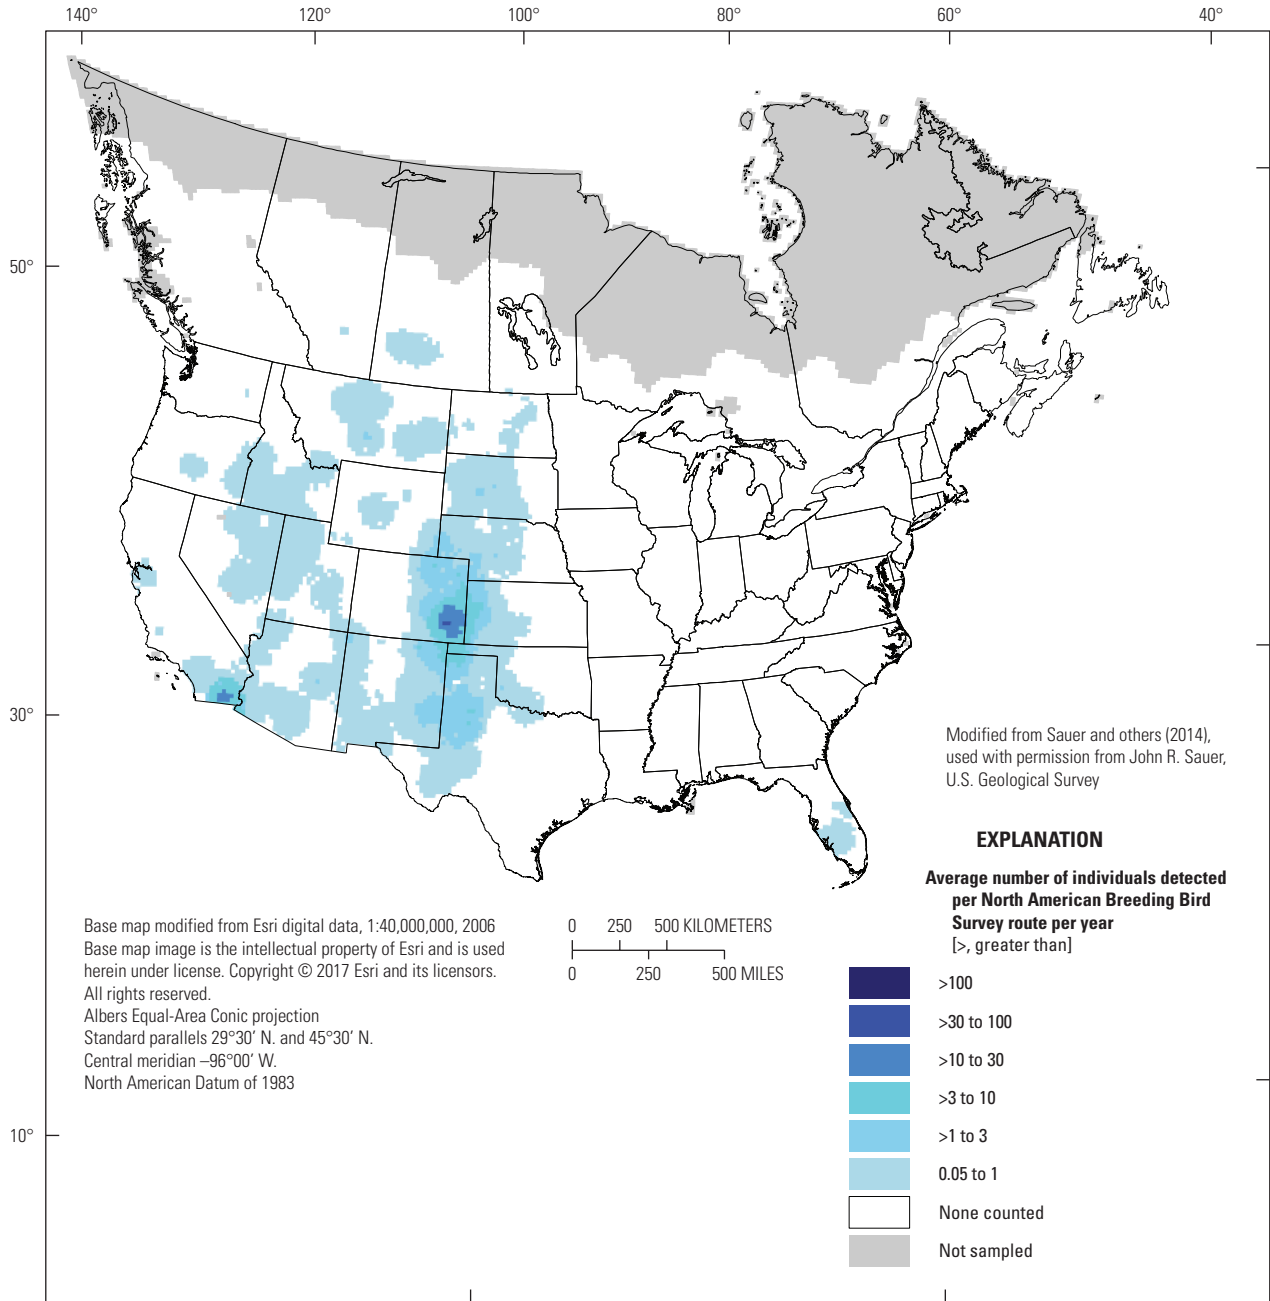 140°
120°
100°
80°
60°
40°
50°
30°
10°
Modified from Sauer and others (2014),
used with permission from John R. Sauer,
U.S. Geological Survey
EXPLANATION
Average number of individuals detected
per North American Breeding Bird
Survey route per year
[>, greater than]
>100
>30 to 100
>10 to 30
>3 to 10
>1 to 3
0.05 to 1
None counted
Not sampled
Base map modified from Esri digital data, 1:40,000,000, 2006
Base map image is the intellectual property of Esri and is used
herein under license. Copyright © 2017 Esri and its licensors.
All rights reserved.
Albers Equal-Area Conic projection
Standard parallels 29°30′ N. and 45°30′ N.
Central meridian –96°00′ W.
North American Datum of 1983
0 250 500 KILOMETERS
0 250 500 MILES